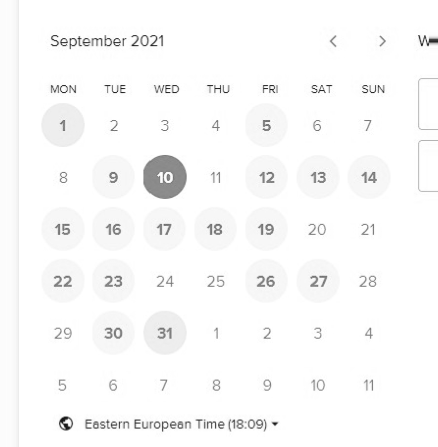 September 2021
MON TUE WED THU FRI SAT SUN
1 2 3 4 5 6 7
8 9 10 11 12 13 14
15 16 17 18 19 20 21
22 23 24 25 26 27 28
29 30 31 1 2 3 4
5 6 7 8 9 10 11
Eastern European Time (18:09)